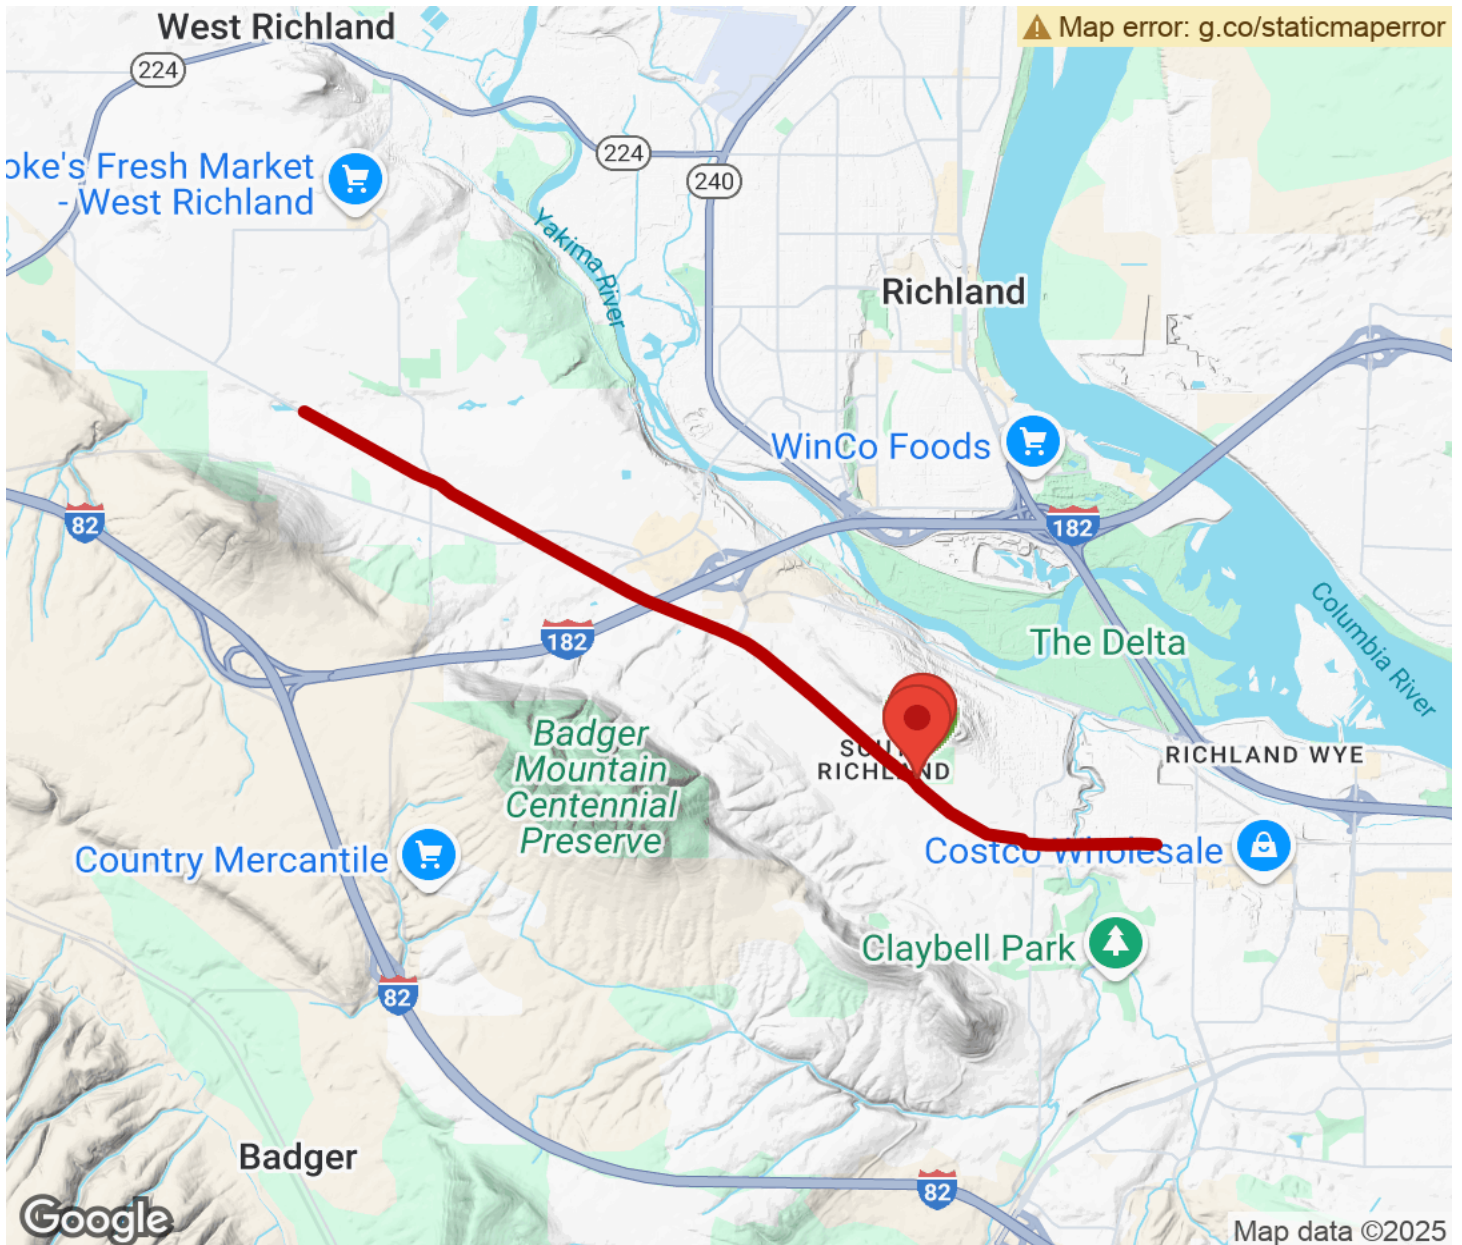 West Richland
Map error: g.co/staticmaperror
224
oke's Fresh Market
- West Richland
224
240
Yakima River
Richland
WinCo Foods
82
182
Columbia River
182
The Delta
Badger
Mountain
Centennial
Preserve
RICHLAND WYE
RICHLAND
Country Mercantile
Costco Wholesale
Claybell Park
82
Badger
82
Google
Map data ©2025